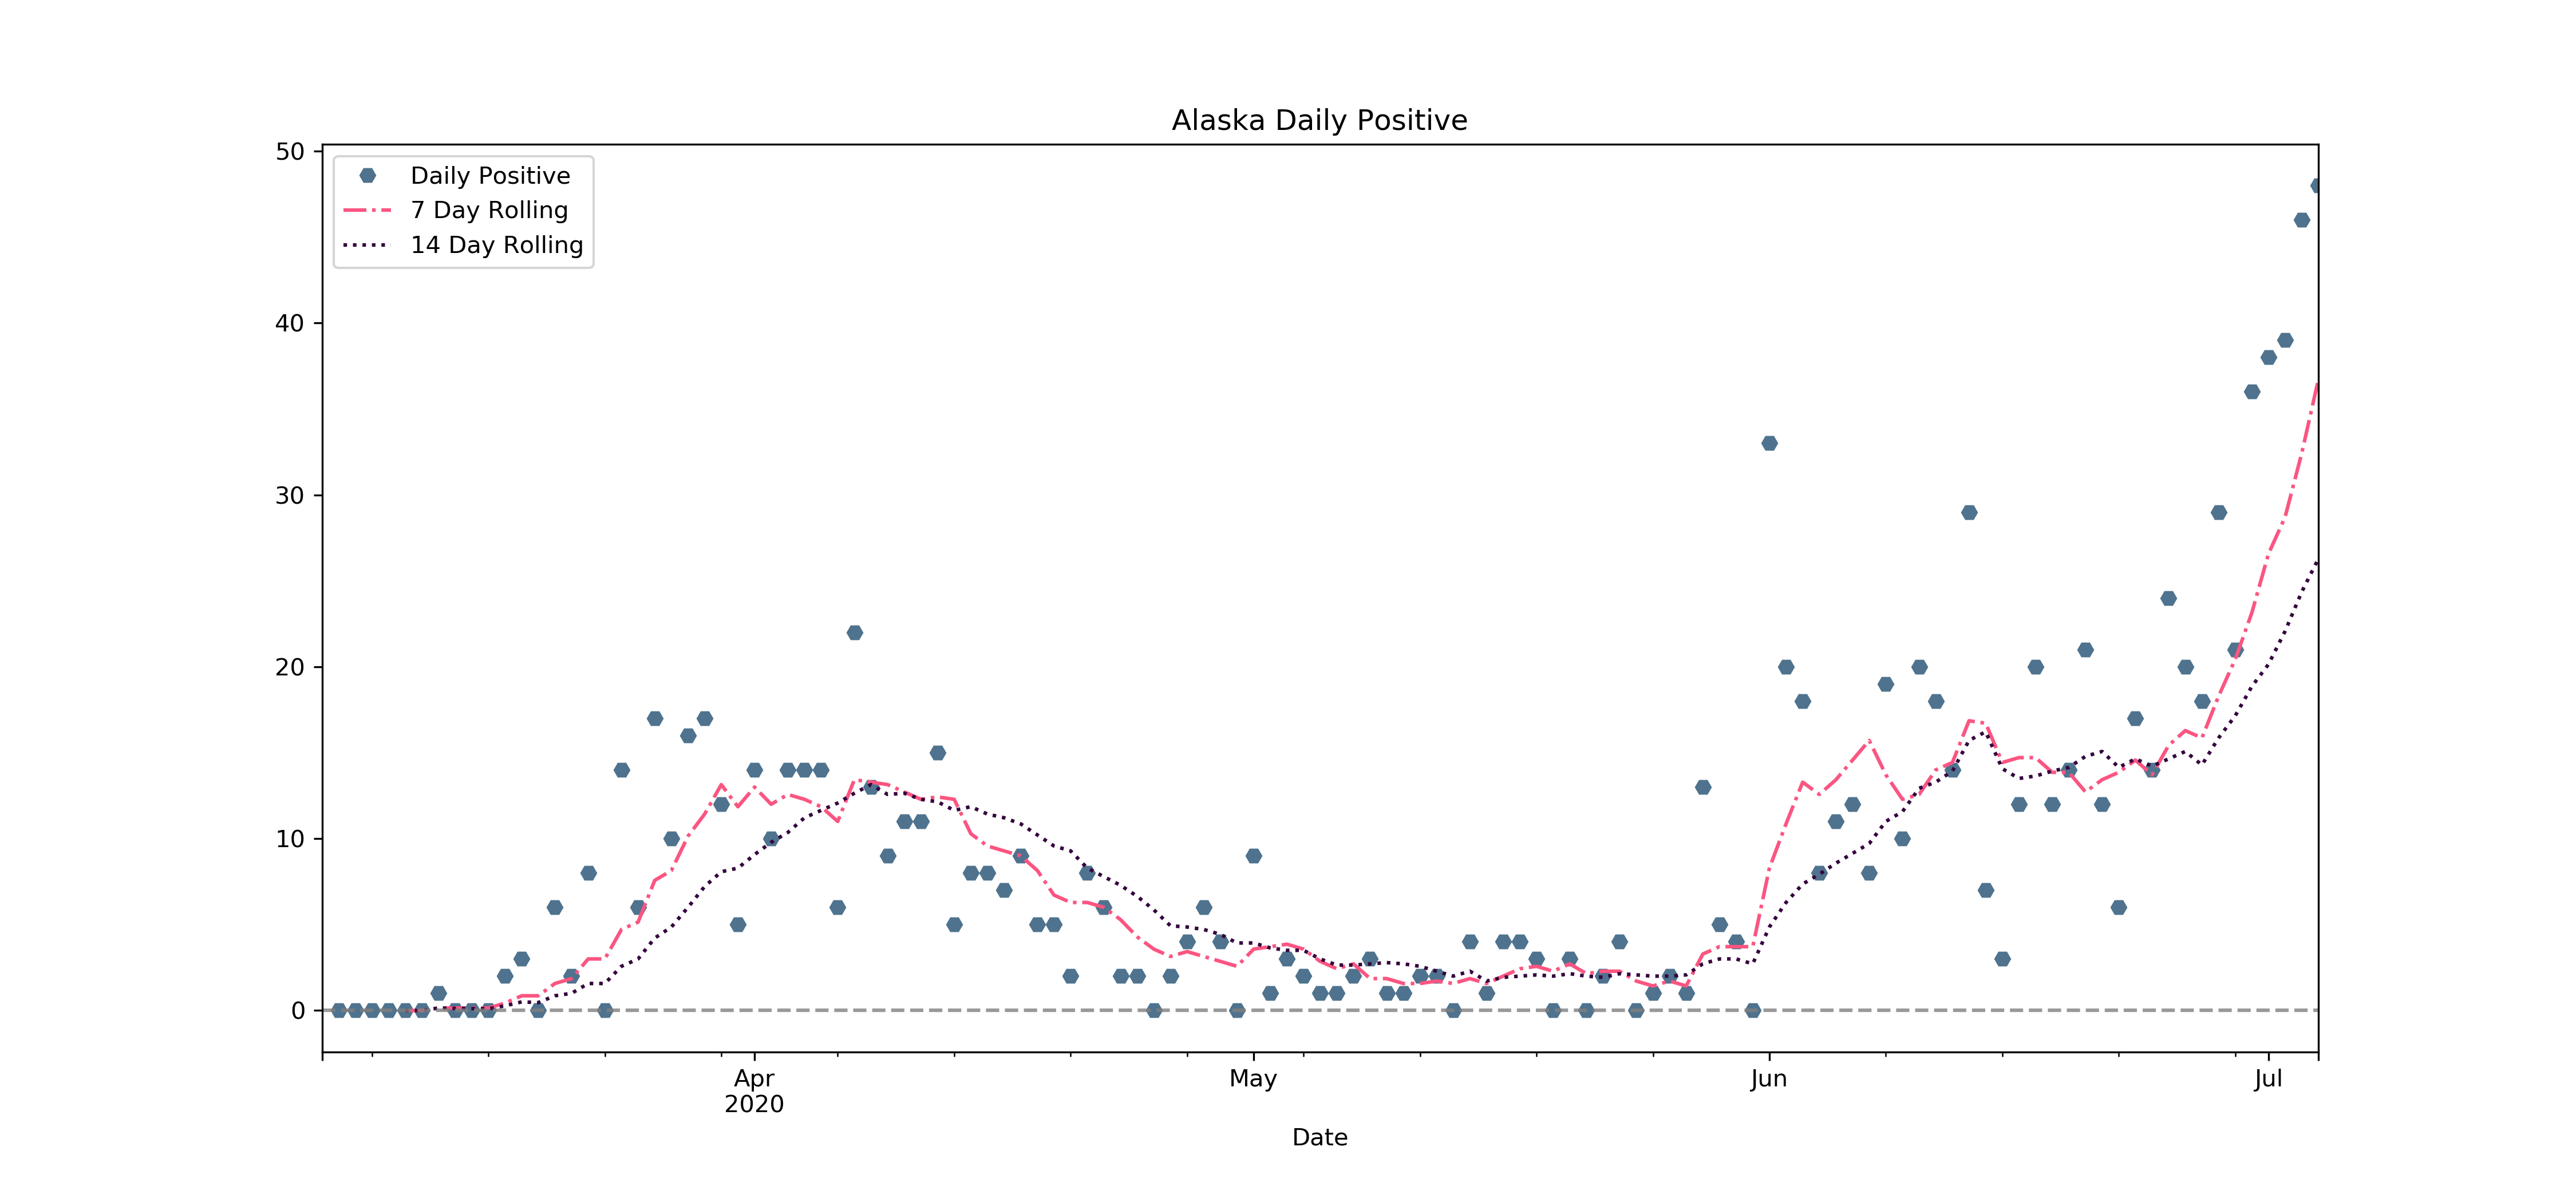 Alaska Daily Positive
50
40
30
20
10
0
Daily Positive
7 Day Rolling
14 Day Rolling
Apr
2020
May
Jun
Jul
Date